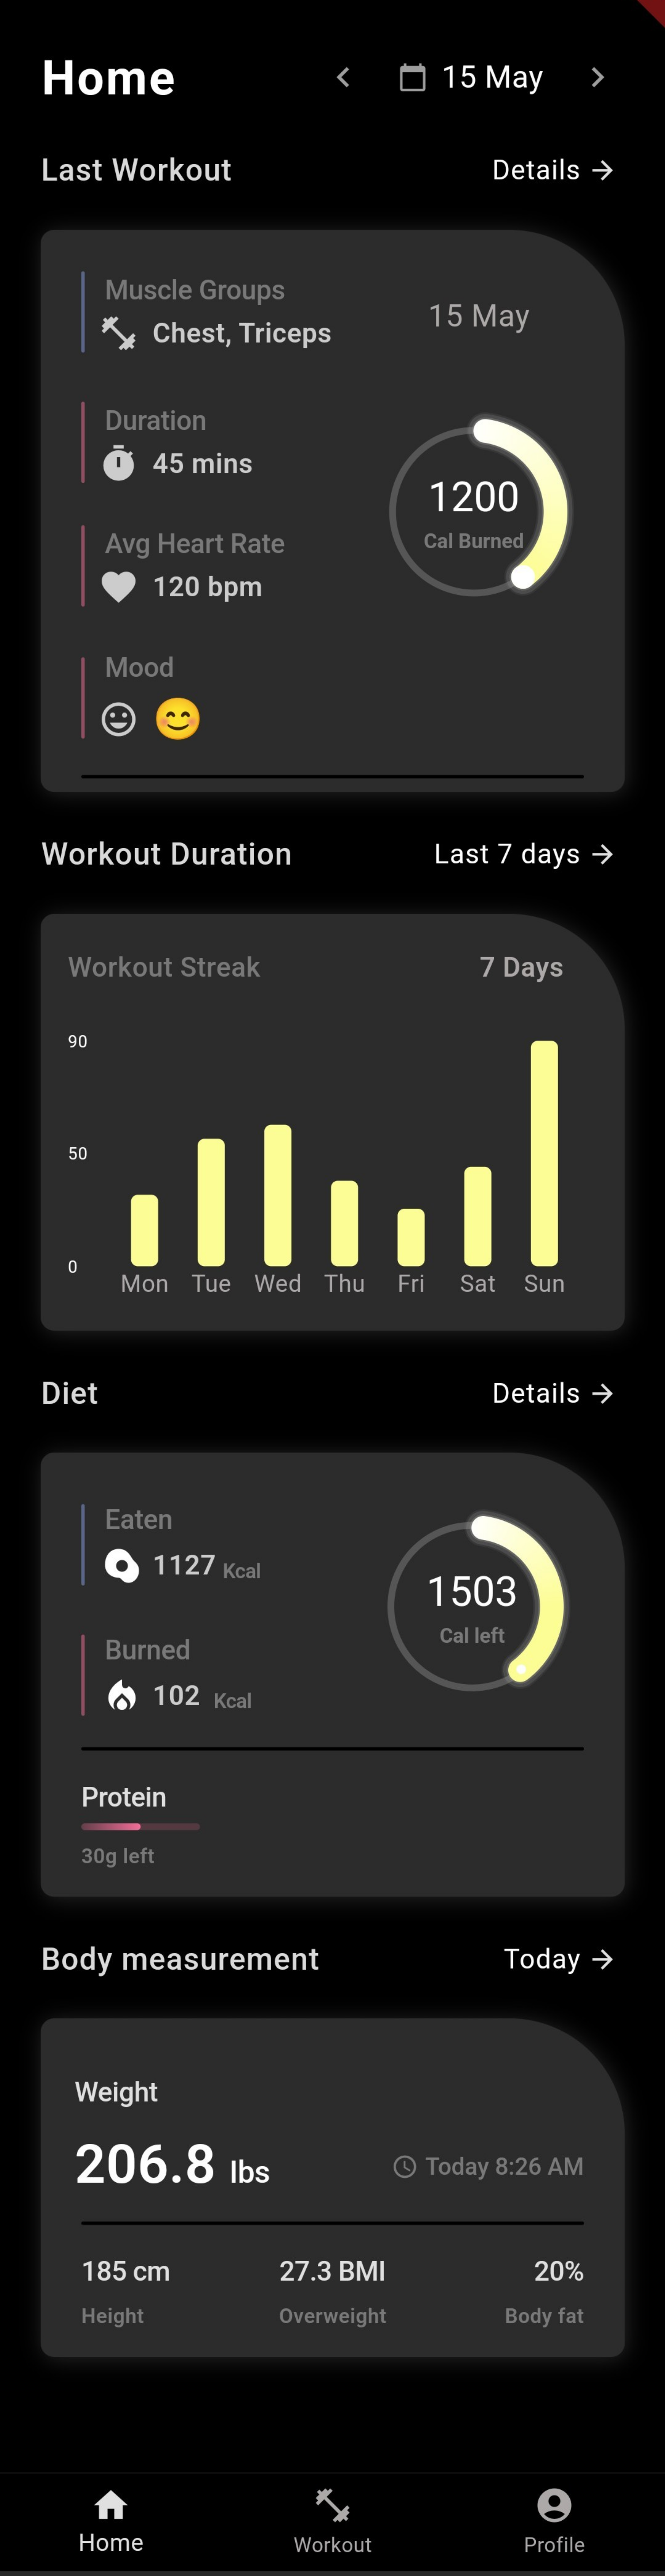 Home
15 May
Last Workout
Details
Muscle Groups
Chest, Triceps
15 May
Duration
45 mins
1200
Cal Burned
Avg Heart Rate
120 bpm
Mood
Workout Duration
Last 7 days
Workout Streak
7 Days
90
50
0
Mon Tue Wed Thu Fri Sat Sun
Diet
Details
Eaten
1127 Kcal
1503
Cal left
Burned
102 Kcal
Protein
30g left
Body measurement
Today
Weight
206.8 lbs
Today 8:26 AM
185 cm
27.3 BMI
20%
Height
Overweight
Body fat
Home
Workout
Profile